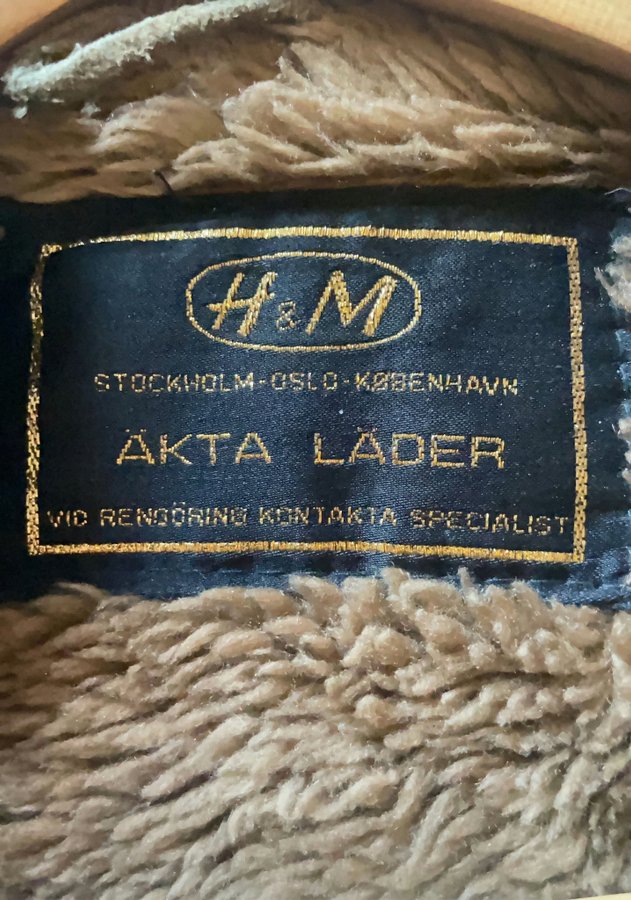 H&M
STOCKHOLM-OSLO-KØBENHAVN
ÄKTA LÄDER
VID RENGÖRING KONTAKTA SPECIALIST